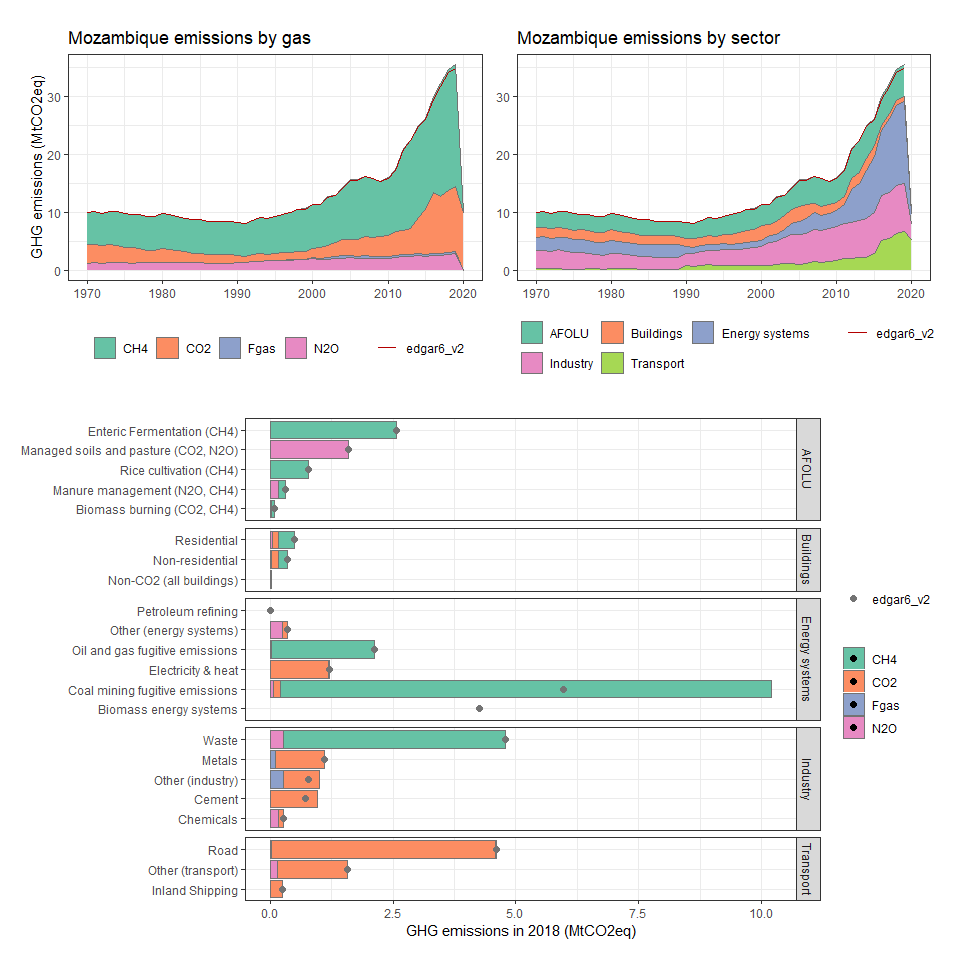 Mozambique emissions by gas
GHG emissions (MtCO2eq)
30
20
10
0
1970 1980 1990 2000 2010 2020
CH4 CO2 Fgas N2O edgar6_v2
Mozambique emissions by sector
30
20
10
0
1970 1980 1990 2000 2010 2020
AFOLU Buildings Energy systems edgar6_v2
Industry Transport
Enteric Fermentation (CH4)
Managed soils and pasture (CO2, N2O)
Rice cultivation (CH4)
Manure management (N2O, CH4)
Biomass burning (CO2, CH4)
AFOLU
Residential
Non-residential
Non-CO2 (all buildings)
Buildings
Petroleum refining
Other (energy systems)
Oil and gas fugitive emissions
Electricity & heat
Coal mining fugitive emissions
Biomass energy systems
Energy systems
Waste
Metals
Other (industry)
Cement
Chemicals
Industry
Road
Other (transport)
Inland Shipping
Transport
0.0 2.5 5.0 7.5 10.0
GHG emissions in 2018 (MtCO2eq)
edgar6_v2
CH4
CO2
Fgas
N2O